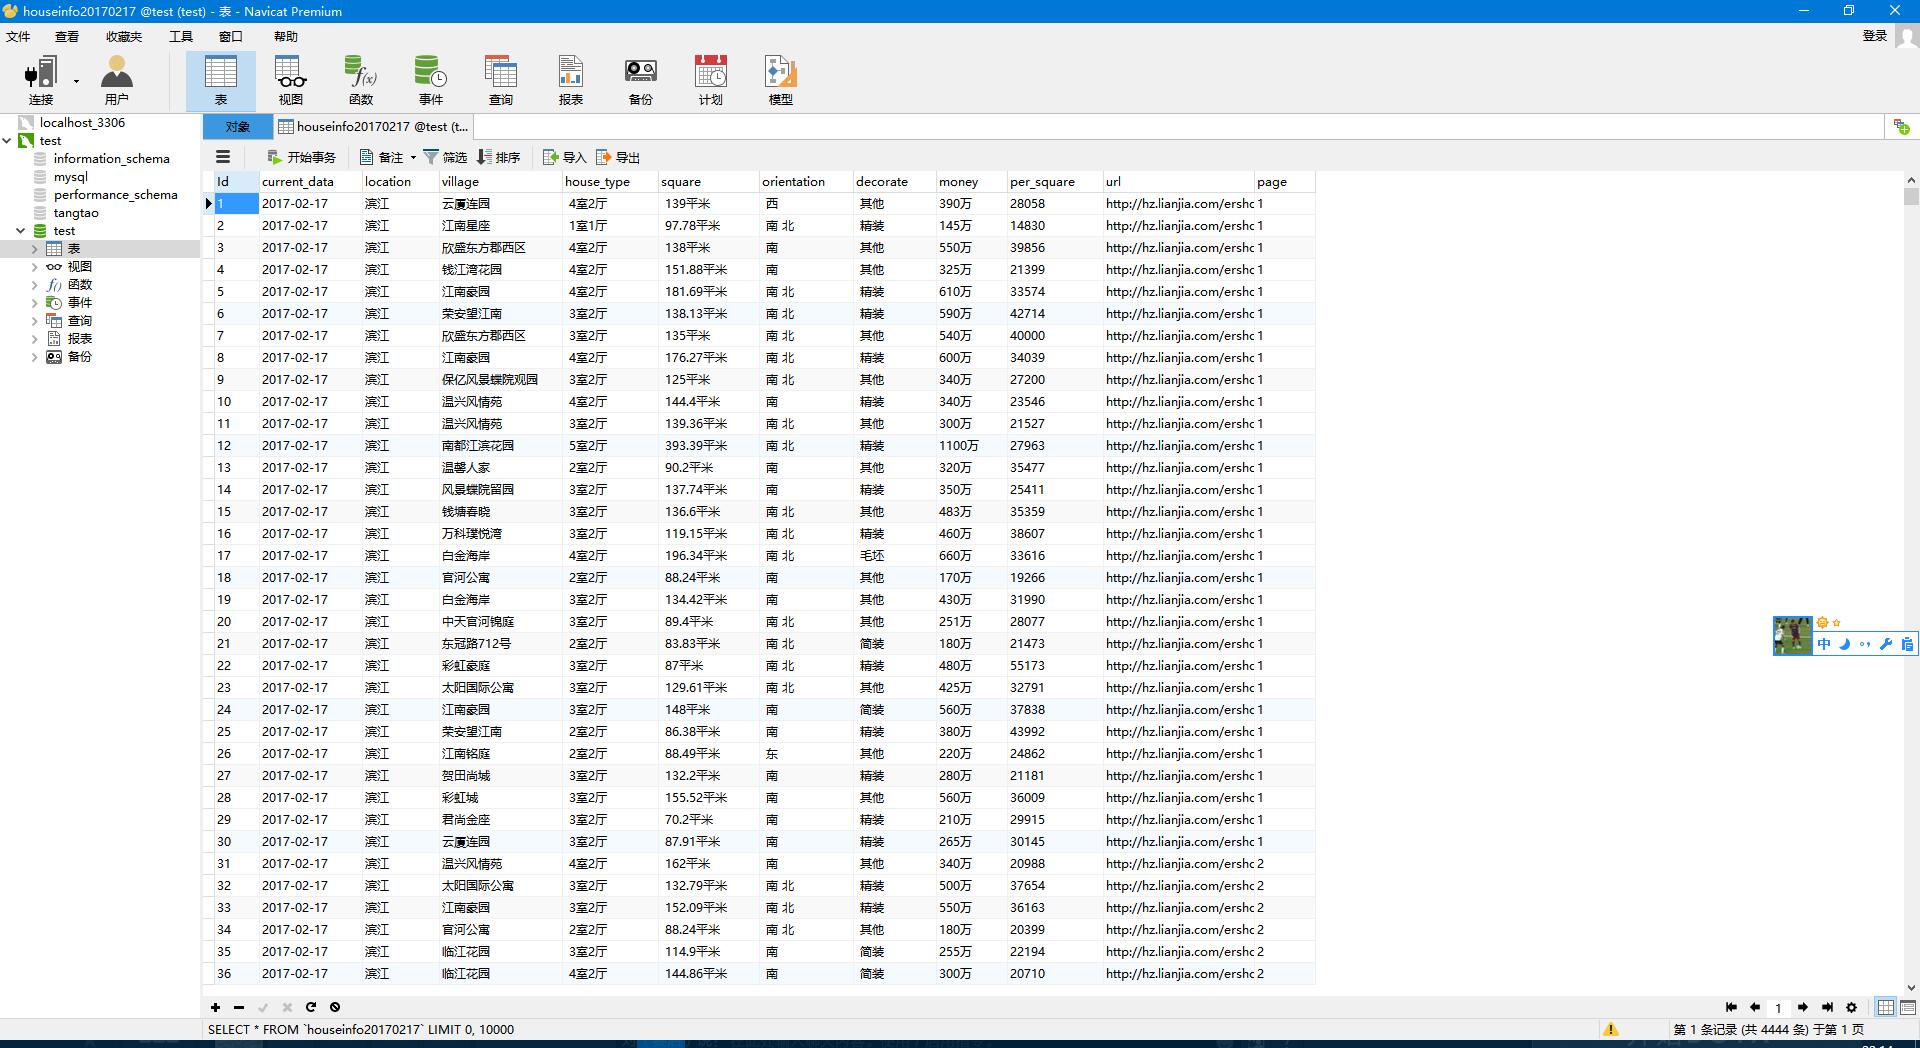 houseinfo20170217 @test (test) - 表 - Navicat Premium
文件 查看 收藏夹 工具 窗口 帮助 登录
连接 用户 表 视图 函数 事件 查询 报表 备份 计划 模型
localhost_3306
test
information_schema
mysql
performance_schema
tangtao
test
表
视图
函数
事件
查询
报表
备份
对象 houseinfo20170217 @test (t...
开始事务 备注 筛选 排序 导入 导出
Id current_data location village house_type square orientation decorate money per_square url page
1 2017-02-17 滨江 云厦连园 4室2厅 139平米 西 其他 390万 28058 http://hz.lianjia.com/ershc 1
2 2017-02-17 滨江 江南星座 1室1厅 97.78平米 南 北 精装 145万 14830 http://hz.lianjia.com/ershc 1
3 2017-02-17 滨江 欣盛东方郡西区 4室2厅 138平米 南 其他 550万 39856 http://hz.lianjia.com/ershc 1
4 2017-02-17 滨江 钱江湾花园 4室2厅 151.88平米 南 其他 325万 21399 http://hz.lianjia.com/ershc 1
5 2017-02-17 滨江 江南豪园 4室2厅 181.69平米 南 北 精装 610万 33574 http://hz.lianjia.com/ershc 1
6 2017-02-17 滨江 荣安望江南 3室2厅 138.13平米 南 北 精装 590万 42714 http://hz.lianjia.com/ershc 1
7 2017-02-17 滨江 欣盛东方郡西区 3室2厅 135平米 南 北 其他 540万 40000 http://hz.lianjia.com/ershc 1
8 2017-02-17 滨江 江南豪园 4室2厅 176.27平米 南 北 精装 600万 34039 http://hz.lianjia.com/ershc 1
9 2017-02-17 滨江 保亿风景蝶院观园 3室2厅 125平米 南 北 其他 340万 27200 http://hz.lianjia.com/ershc 1
10 2017-02-17 滨江 温兴风情苑 4室2厅 144.4平米 南 精装 340万 23546 http://hz.lianjia.com/ershc 1
11 2017-02-17 滨江 温兴风情苑 3室2厅 139.36平米 南 北 其他 300万 21527 http://hz.lianjia.com/ershc 1
12 2017-02-17 滨江 南都江滨花园 5室2厅 393.39平米 南 北 精装 1100万 27963 http://hz.lianjia.com/ershc 1
13 2017-02-17 滨江 温馨人家 2室2厅 90.2平米 南 其他 320万 35477 http://hz.lianjia.com/ershc 1
14 2017-02-17 滨江 风景蝶院留园 3室2厅 137.74平米 南 精装 350万 25411 http://hz.lianjia.com/ershc 1
15 2017-02-17 滨江 钱塘春晓 3室2厅 136.6平米 南 北 其他 483万 35359 http://hz.lianjia.com/ershc 1
16 2017-02-17 滨江 万科璞悦湾 3室2厅 119.15平米 南 北 精装 460万 38607 http://hz.lianjia.com/ershc 1
17 2017-02-17 滨江 白金海岸 4室2厅 196.34平米 南 北 毛坯 660万 33616 http://hz.lianjia.com/ershc 1
18 2017-02-17 滨江 官河公寓 2室2厅 88.24平米 南 其他 170万 19266 http://hz.lianjia.com/ershc 1
19 2017-02-17 滨江 白金海岸 3室2厅 134.42平米 南 其他 430万 31990 http://hz.lianjia.com/ershc 1
20 2017-02-17 滨江 中天官河锦庭 3室2厅 89.4平米 南 北 其他 251万 28077 http://hz.lianjia.com/ershc 1
21 2017-02-17 滨江 东冠路712号 2室2厅 83.83平米 南 北 简装 180万 21473 http://hz.lianjia.com/ershc 1
22 2017-02-17 滨江 彩虹豪庭 3室2厅 87平米 南 北 精装 480万 55173 http://hz.lianjia.com/ershc 1
23 2017-02-17 滨江 太阳国际公寓 3室2厅 129.61平米 南 北 其他 425万 32791 http://hz.lianjia.com/ershc 1
24 2017-02-17 滨江 江南豪园 3室2厅 148平米 南 简装 560万 37838 http://hz.lianjia.com/ershc 1
25 2017-02-17 滨江 荣安望江南 2室2厅 86.38平米 南 精装 380万 43992 http://hz.lianjia.com/ershc 1
26 2017-02-17 滨江 江南铭庭 2室2厅 88.49平米 东 其他 220万 24862 http://hz.lianjia.com/ershc 1
27 2017-02-17 滨江 贺田尚城 3室2厅 132.2平米 南 精装 280万 21181 http://hz.lianjia.com/ershc 1
28 2017-02-17 滨江 彩虹城 3室2厅 155.52平米 南 其他 560万 36009 http://hz.lianjia.com/ershc 1
29 2017-02-17 滨江 君尚金座 3室2厅 70.2平米 南 精装 210万 29915 http://hz.lianjia.com/ershc 1
30 2017-02-17 滨江 云厦连园 3室2厅 87.91平米 南 精装 265万 30145 http://hz.lianjia.com/ershc 1
31 2017-02-17 滨江 温兴风情苑 4室2厅 162平米 南 其他 340万 20988 http://hz.lianjia.com/ershc 2
32 2017-02-17 滨江 太阳国际公寓 3室2厅 132.79平米 南 北 精装 500万 37654 http://hz.lianjia.com/ershc 2
33 2017-02-17 滨江 江南豪园 3室2厅 152.09平米 南 北 精装 550万 36163 http://hz.lianjia.com/ershc 2
34 2017-02-17 滨江 官河公寓 2室2厅 88.24平米 南 北 其他 180万 20399 http://hz.lianjia.com/ershc 2
35 2017-02-17 滨江 临江花园 3室2厅 114.9平米 南 简装 255万 22194 http://hz.lianjia.com/ershc 2
36 2017-02-17 滨江 临江花园 4室2厅 144.86平米 南 简装 300万 20710 http://hz.lianjia.com/ershc 2
中
1
SELECT * FROM `houseinfo20170217` LIMIT 0, 10000
第 1 条记录 (共 4444 条) 于第 1 页